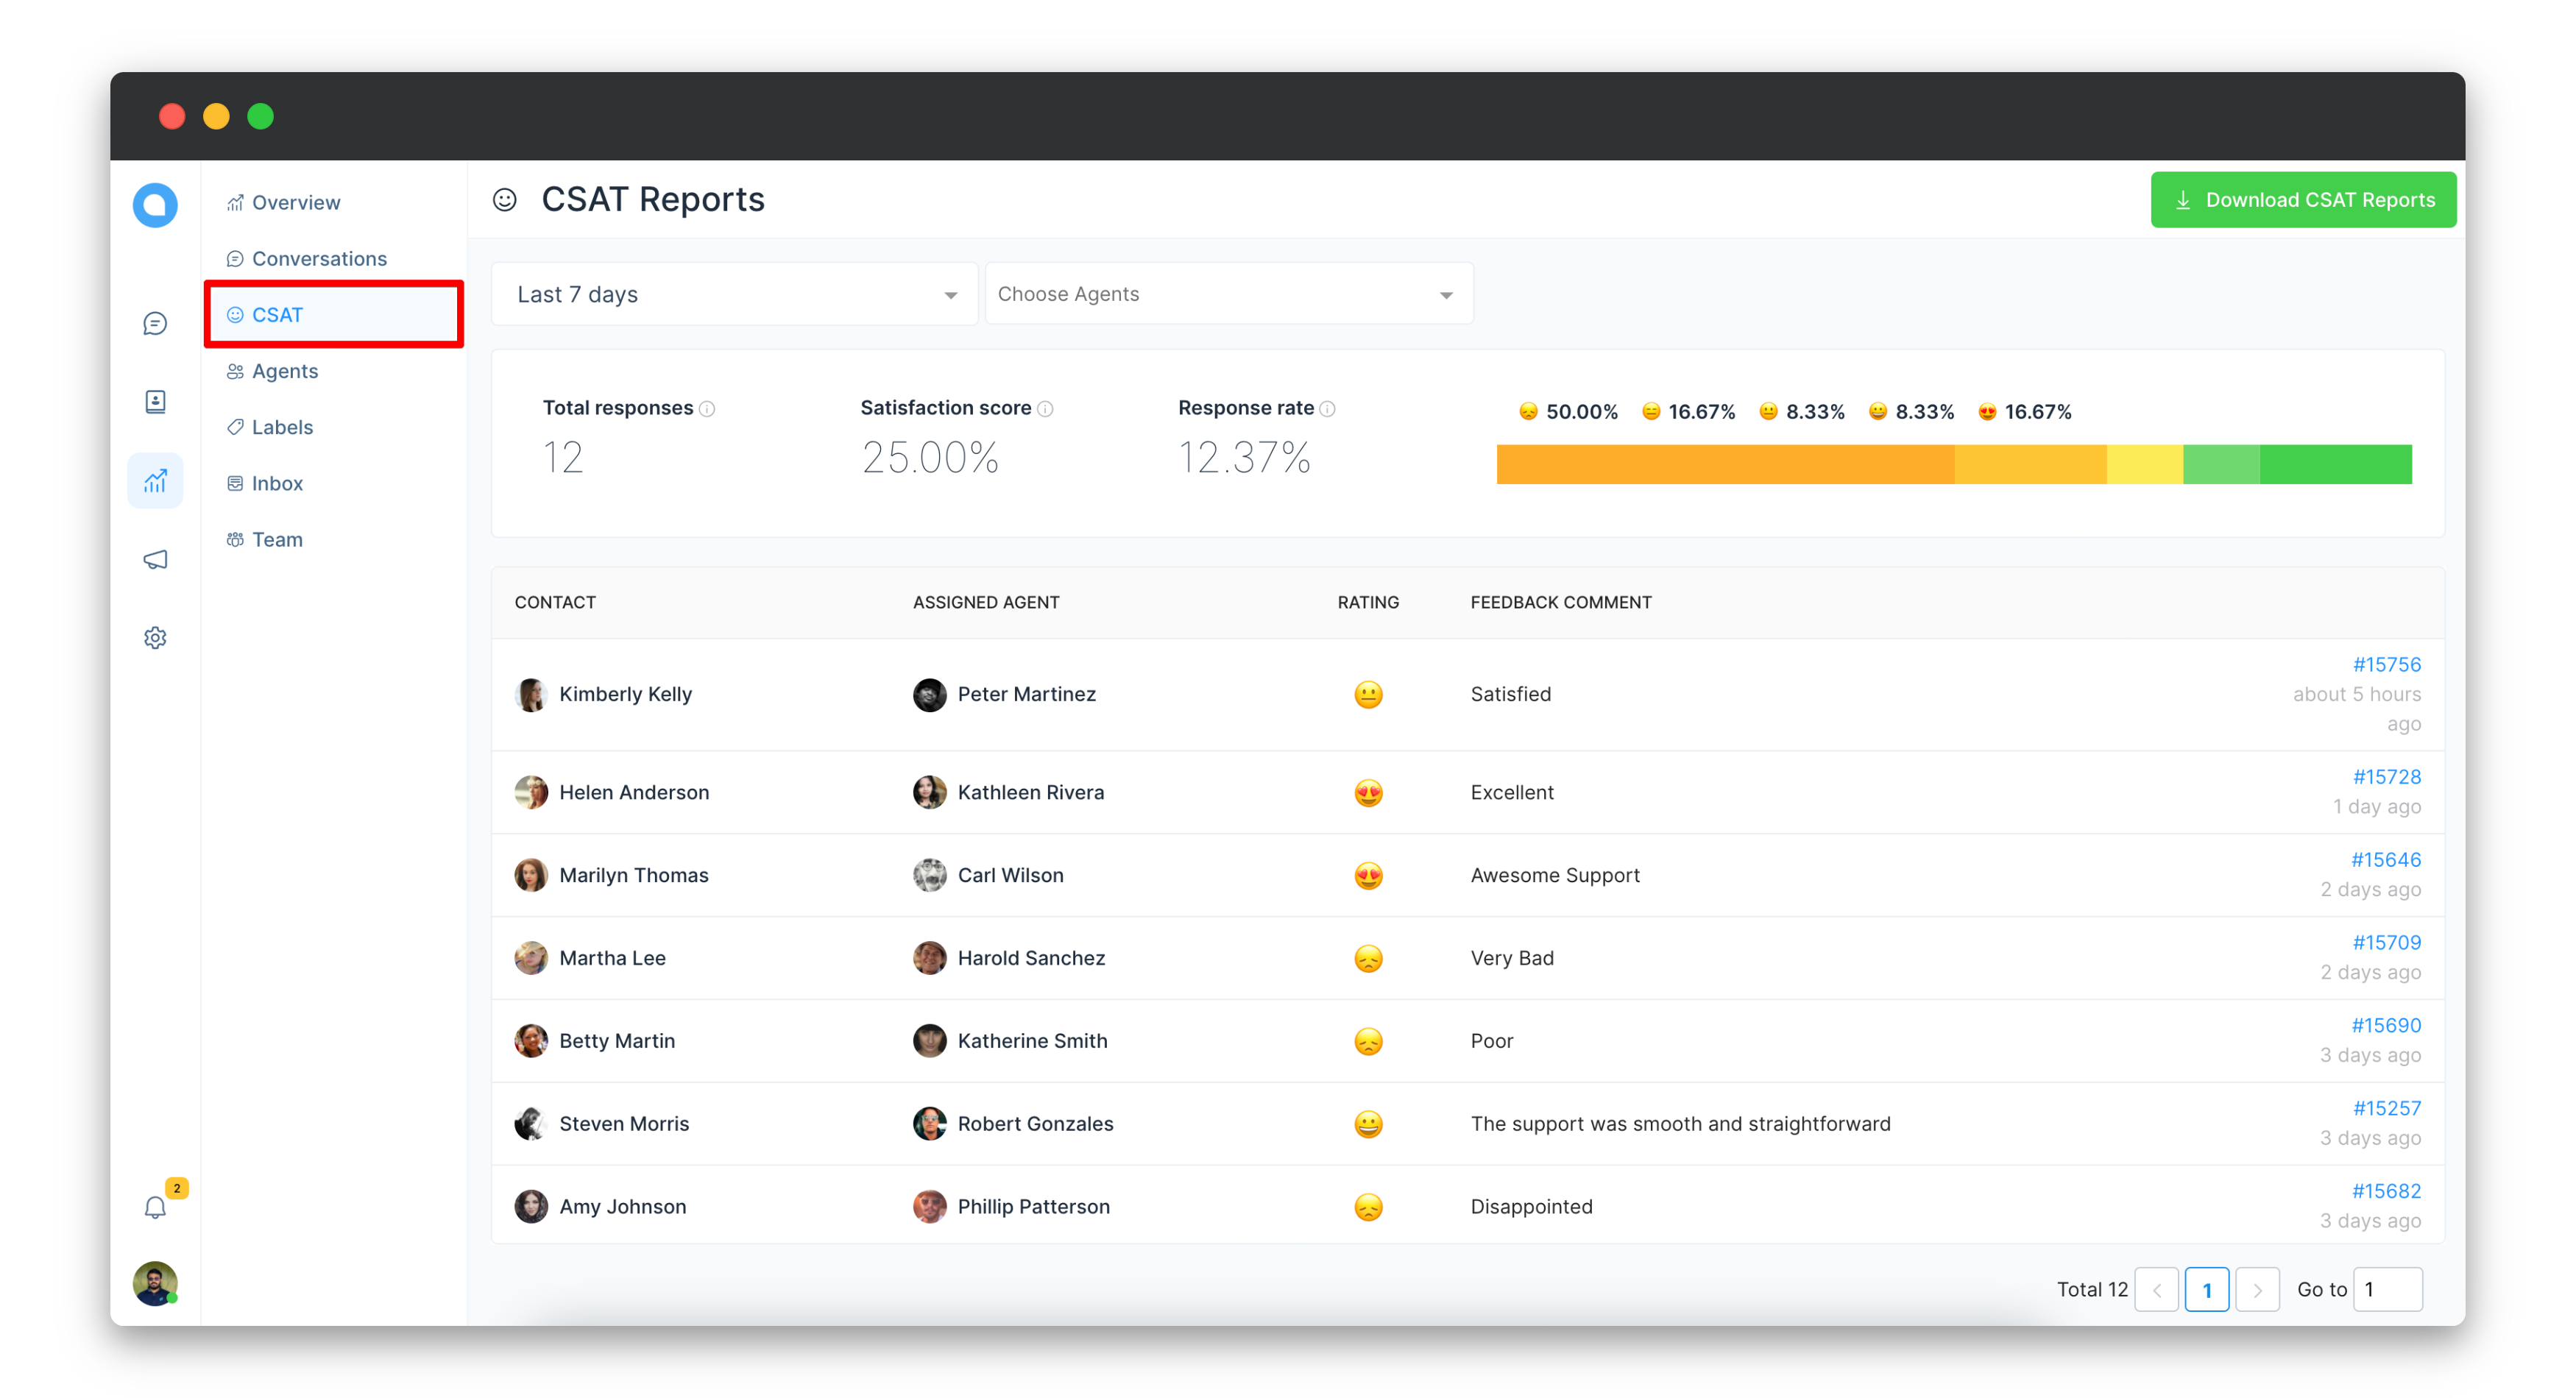 Overview
Conversations
CSAT
Agents
Labels
Inbox
Team
2
CSAT Reports
Download CSAT Reports
Last 7 days
Choose Agents
Total responses
12
Satisfaction score
25.00%
Response rate
12.37%
50.00% 16.67% 8.33% 8.33% 16.67%
CONTACT ASSIGNED AGENT RATING FEEDBACK COMMENT
Kimberly Kelly Peter Martinez Satisfied
#15756
about 5 hours
ago
Helen Anderson Kathleen Rivera Excellent
#15728
1 day ago
Marilyn Thomas Carl Wilson Awesome Support
#15646
2 days ago
Martha Lee Harold Sanchez Very Bad
#15709
2 days ago
Betty Martin Katherine Smith Poor
#15690
3 days ago
Steven Morris Robert Gonzales The support was smooth and straightforward
#15257
3 days ago
Amy Johnson Phillip Patterson Disappointed
#15682
3 days ago
Total 12 < 1 > Go to 1